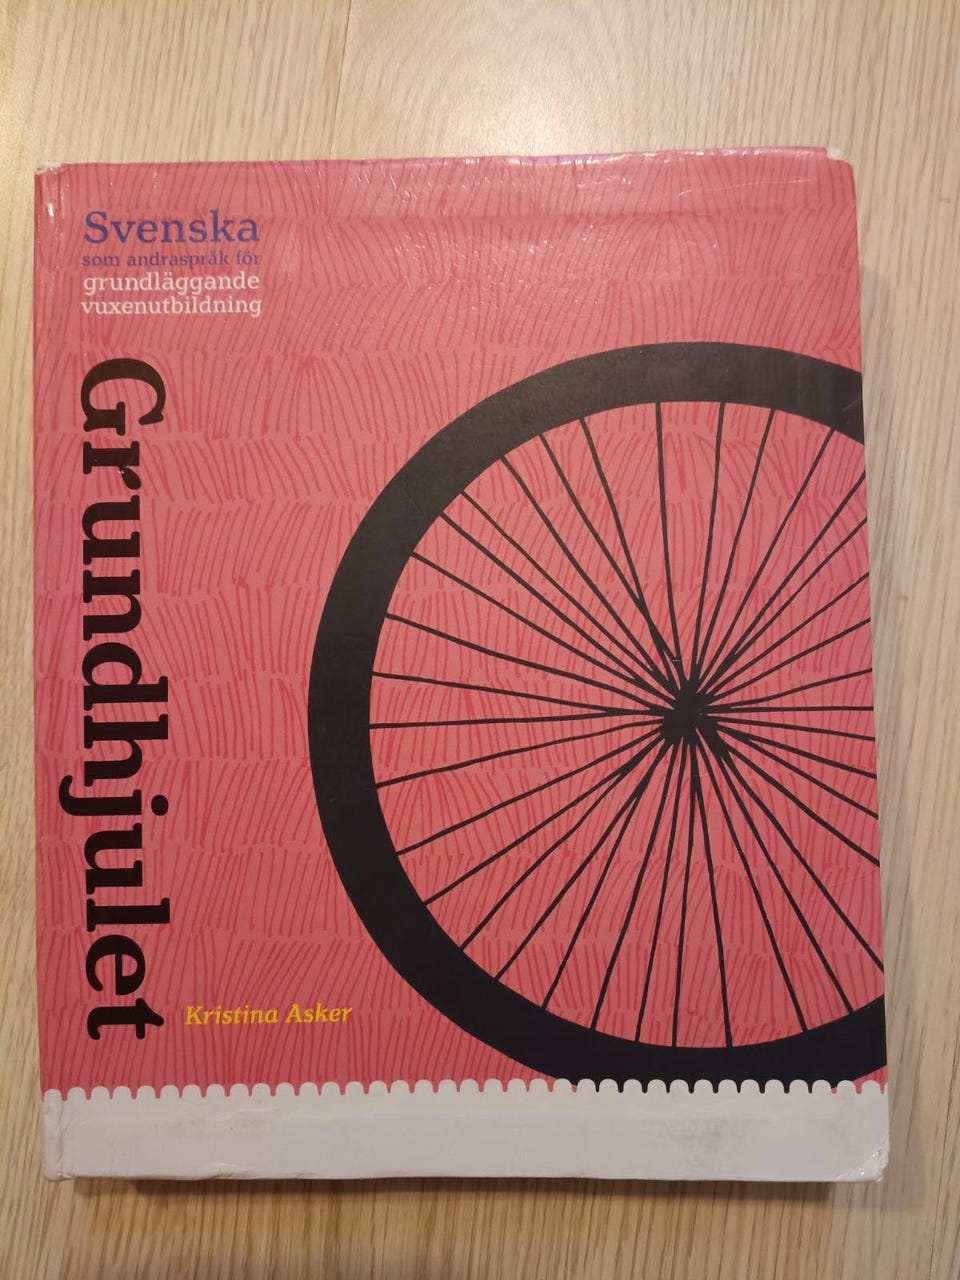 Svenska
som andraspråk för
grundläggande
vuxenutbildning
Grundhjulet
Kristina Asker